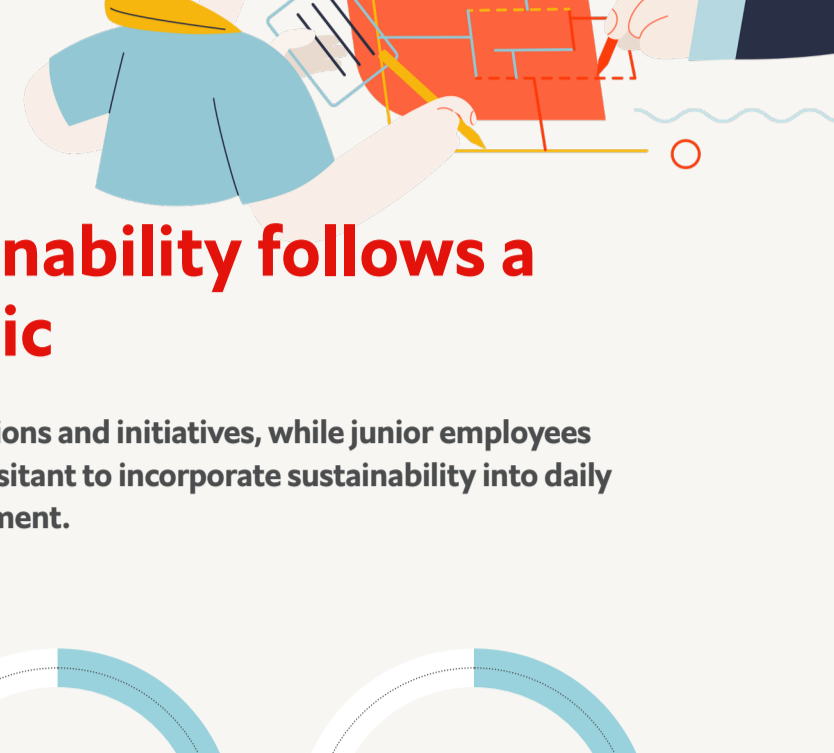 nability follows a
ic
ions and initiatives, while junior employees
sitant to incorporate sustainability into daily
ment.